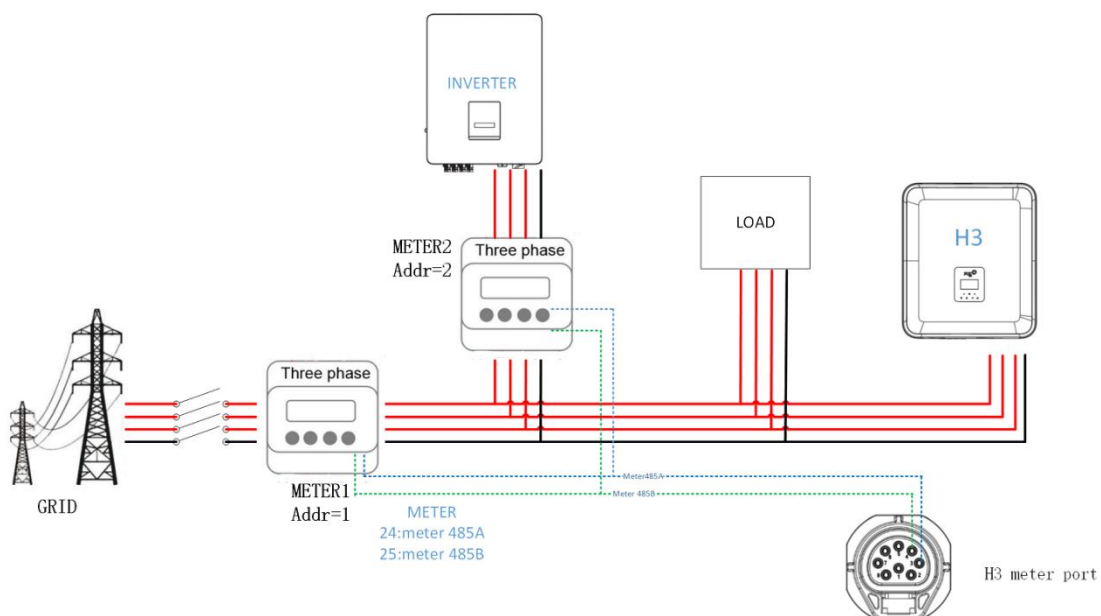 INVERTER
METER2
Addr=2
Three phase
LOAD
H3
Three phase
GRID
METER1
Addr=1
METER
24:meter 485A
25:meter 485B
Meter485A
Meter 485B
H3 meter port